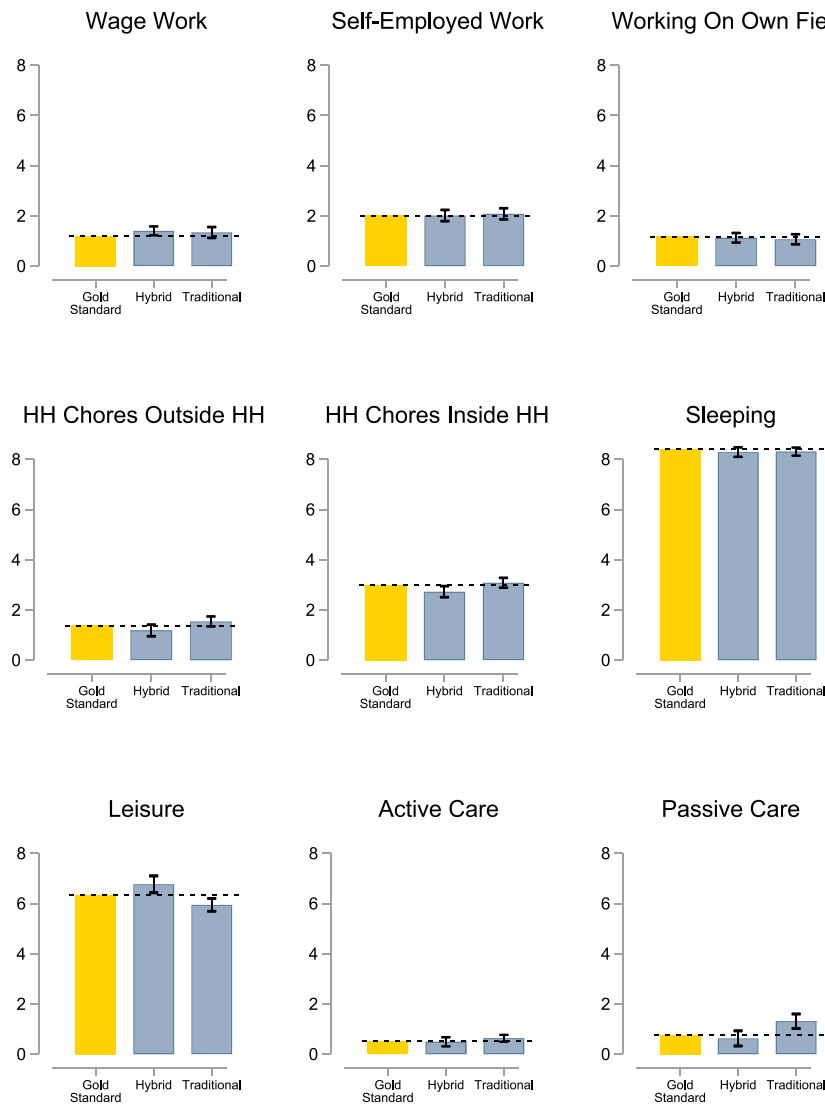 Wage Work
Self-Employed Work
Working On Own Fie
8
6
4
2
0
Gold Standard
Hybrid
Traditional
8
6
4
2
0
Gold Standard
Hybrid
Traditional
8
6
4
2
0
Gold Standard
Hybrid
Traditional
HH Chores Outside HH
HH Chores Inside HH
Sleeping
8
6
4
2
0
Gold Standard
Hybrid
Traditional
8
6
4
2
0
Gold Standard
Hybrid
Traditional
8
6
4
2
0
Gold Standard
Hybrid
Traditional
Leisure
Active Care
Passive Care
8
6
4
2
0
Gold Standard
Hybrid
Traditional
8
6
4
2
0
Gold Standard
Hybrid
Traditional
8
6
4
2
0
Gold Standard
Hybrid
Traditional